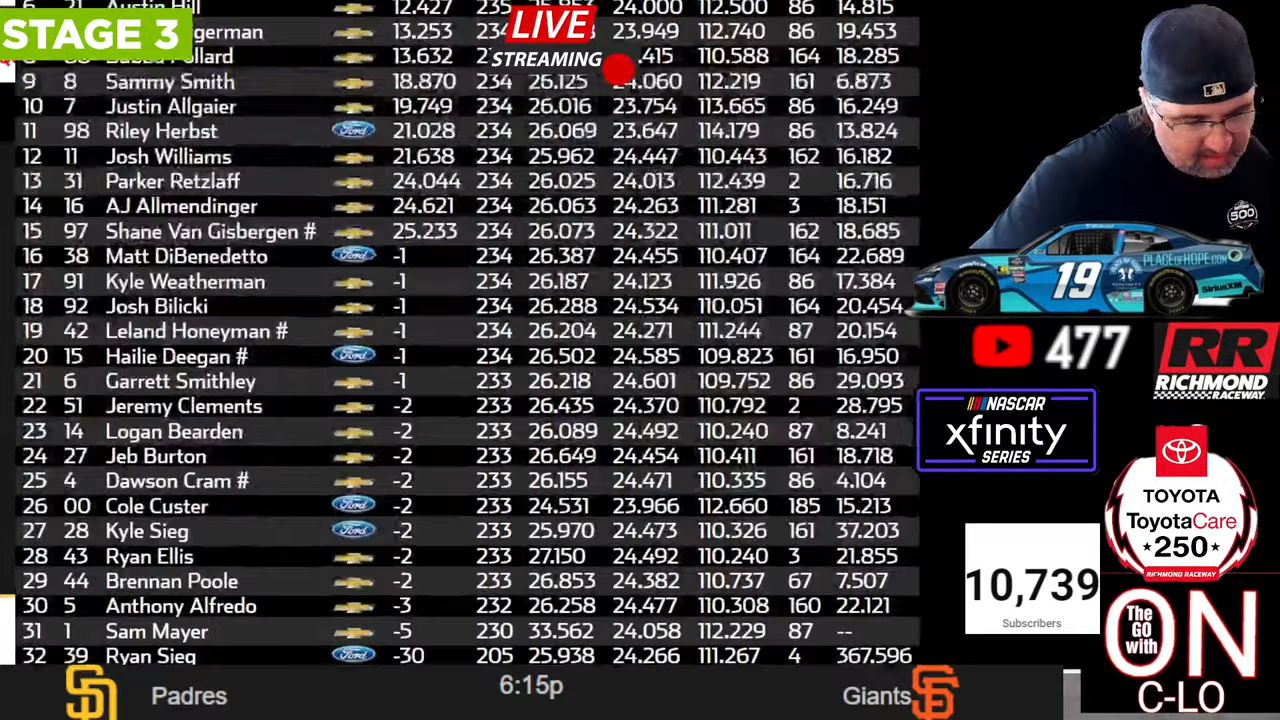 STAGE 3
LIVE
STREAMING
6 21 Austin Hill 12.427 235 24.000 112.500 86 14.815
13.253 23.949 112.740 86 19.453
.415 110.588 164 18.285
13.632
9 8 Sammy Smith 18.870 234 26.125 24.060 112.219 161 6.873
10 7 Justin Allgaier 19.749 234 26.016 23.754 113.665 86 16.249
11 98 Riley Herbst Ford 21.028 234 26.069 23.647 114.179 86 13.824
12 11 Josh Williams 21.638 234 25.962 24.447 110.443 162 16.182
13 31 Parker Retzlaff 24.044 234 26.025 24.013 112.439 2 16.716
14 16 AJ Allmendinger 24.621 234 26.063 24.263 111.281 3 18.151
15 97 Shane Van Gisbergen # 25.233 234 26.073 24.322 111.011 162 18.685
16 38 Matt DiBenedetto Ford -1 234 26.387 24.455 110.407 164 22.689
17 91 Kyle Weatherman -1 234 26.187 24.123 111.926 86 17.384
18 92 Josh Bilicki -1 234 26.288 24.534 110.051 164 20.454
19 42 Leland Honeyman # -1 234 26.204 24.271 111.244 87 20.154
20 15 Hailie Deegan # Ford -1 234 26.502 24.585 109.823 161 16.950
21 6 Garrett Smithley -1 233 26.218 24.601 109.752 86 29.093
22 51 Jeremy Clements -2 233 26.435 24.370 110.792 2 28.795
23 14 Logan Bearden -2 233 26.089 24.492 110.240 87 8.241
24 27 Jeb Burton -2 233 26.649 24.454 110.411 161 18.718
25 4 Dawson Cram # -2 233 26.155 24.471 110.335 86 4.104
26 00 Cole Custer Ford -2 233 24.531 23.966 112.660 185 15.213
27 28 Kyle Sieg Ford -2 233 25.970 24.473 110.326 161 37.203
28 43 Ryan Ellis -2 233 27.150 24.492 110.240 3 21.855
29 44 Brennan Poole -2 233 26.853 24.382 110.737 67 7.507
30 5 Anthony Alfredo -3 232 26.258 24.477 110.308 160 22.121
31 1 Sam Mayer -5 230 33.562 24.058 112.229 87 --
32 39 Ryan Sieg Ford -30 205 25.938 24.266 111.267 4 367.596
Padres 6:15p Giants
500
19
PLACEOFHOPE.COM
SiriusXM
477
RR
RICHMOND
RACEWAY
NASCAR
xfinity
SERIES
TOYOTA
ToyotaCare
250
RICHMOND RACEWAY
10,739
Subscribers
The
GO
with
ON
C-LO